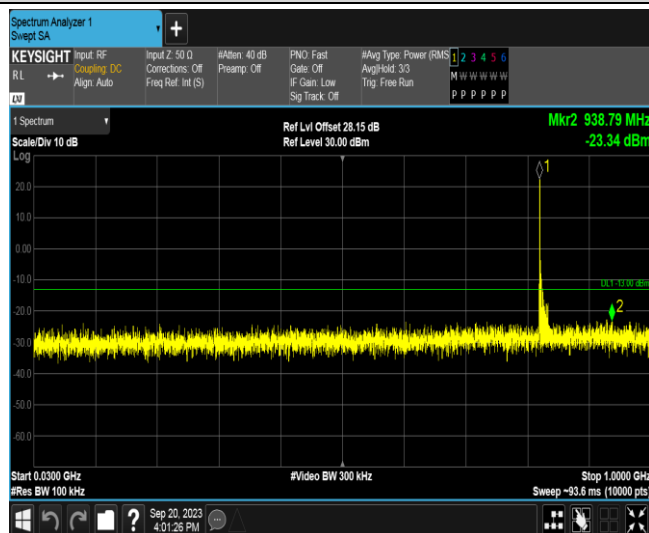 Spectrum Analyzer 1
Swept SA
+
KEYSIGHT Input: RF Input Z: 50 Ω #Atten: 40 dB PNO: Fast #Avg Type: Power (RMS 1 2 3 4 5 6
RL Coupling: DC Corrections: Off Preamp: Off Gate: Off Avg|Hold: 3/3 M W W W W W
Align: Auto Freq Ref: Int (S) IF Gain: Low Trig: Free Run
LXI Sig Track: Off P P P P P P
1 Spectrum Ref Lvl Offset 28.15 dB Mkr2 938.79 MHz
Scale/Div 10 dB Ref Level 30.00 dBm -23.34 dBm
Log
1
20.0
10.0
0.00
-10.0
DL1 -13.00 dBm
-20.0
2
-30.0
-40.0
-50.0
-60.0
Start 0.0300 GHz #Video BW 300 kHz Stop 1.0000 GHz
#Res BW 100 kHz Sweep ~93.6 ms (10000 pts)
? Sep 20, 2023
4:01:26 PM